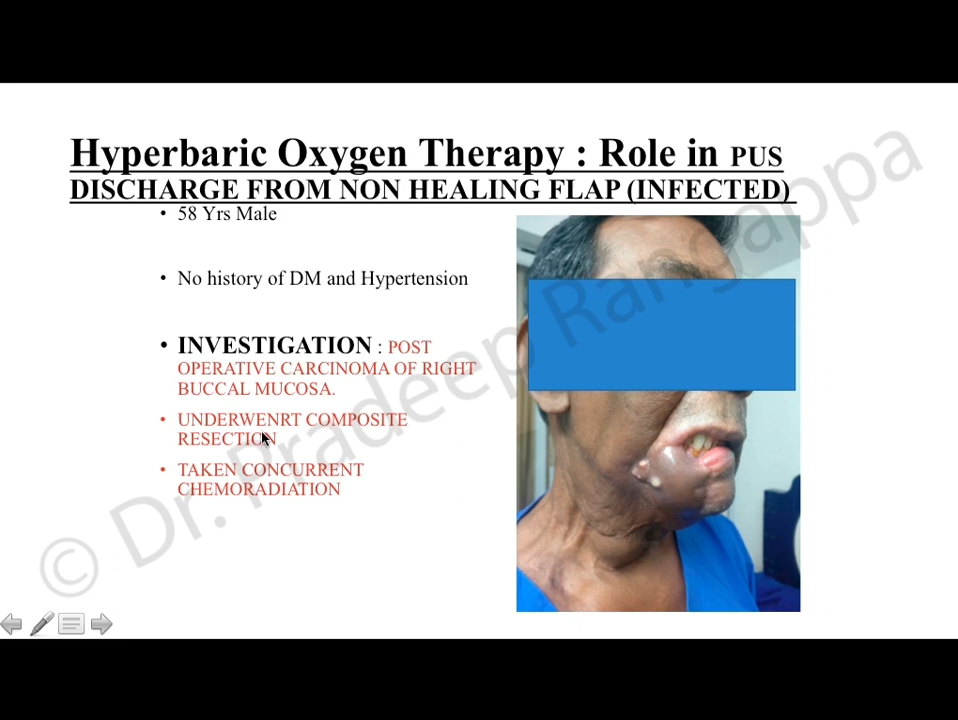 Hyperbaric Oxygen Therapy : Role in PUS
DISCHARGE FROM NON HEALING FLAP (INFECTED)
• 58 Yrs Male
• No history of DM and Hypertension
• INVESTIGATION : POST
OPERATIVE CARCINOMA OF RIGHT
BUCCAL MUCOSA.
• UNDERWENRT COMPOSITE
RESECTION
• TAKEN CONCURRENT
CHEMORADIATION
© Dr. Pradeep Rangappa